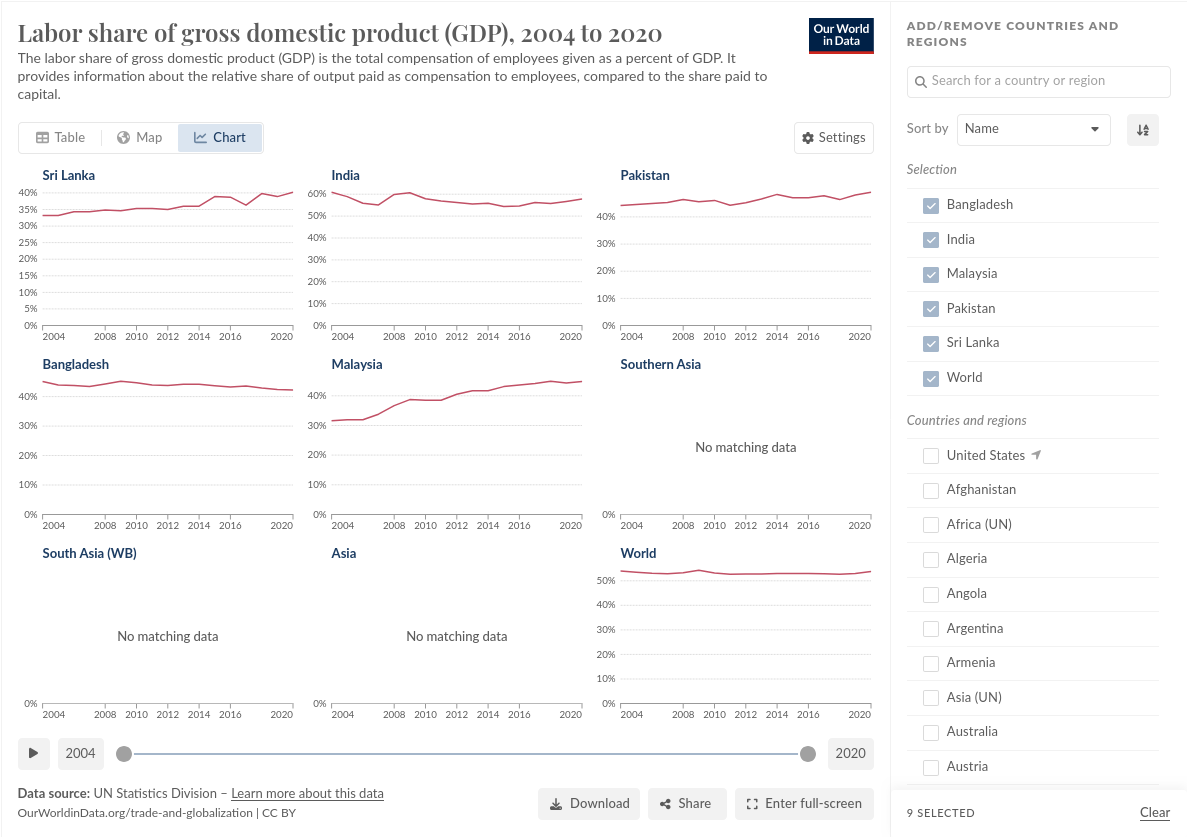 Labor share of gross domestic product (GDP), 2004 to 2020
The labor share of gross domestic product (GDP) is the total compensation of employees given as a percent of GDP. It
provides information about the relative share of output paid as compensation to employees, compared to the share paid to
capital.
Our World
in Data
Table
Map
Chart
Settings
Sri Lanka
40%
35%
30%
25%
20%
15%
10%
5%
0%
2004 2008 2010 2012 2014 2016 2020
India
60%
50%
40%
30%
20%
10%
0%
2004 2008 2010 2012 2014 2016 2020
Pakistan
40%
30%
20%
10%
0%
2004 2008 2010 2012 2014 2016 2020
Bangladesh
40%
30%
20%
10%
0%
2004 2008 2010 2012 2014 2016 2020
Malaysia
40%
30%
20%
10%
0%
2004 2008 2010 2012 2014 2016 2020
Southern Asia
No matching data
0%
2004 2008 2010 2012 2014 2016 2020
South Asia (WB)
No matching data
0%
2004 2008 2010 2012 2014 2016 2020
Asia
No matching data
0%
2004 2008 2010 2012 2014 2016 2020
World
50%
40%
30%
20%
10%
0%
2004 2008 2010 2012 2014 2016 2020
2004
2020
Data source: UN Statistics Division – Learn more about this data
OurWorldinData.org/trade-and-globalization | CC BY
Download
Share
Enter full-screen
ADD/REMOVE COUNTRIES AND
REGIONS
Search for a country or region
Sort by
Name
Selection
Bangladesh
India
Malaysia
Pakistan
Sri Lanka
World
Countries and regions
United States
Afghanistan
Africa (UN)
Algeria
Angola
Argentina
Armenia
Asia (UN)
Australia
Austria
9 SELECTED
Clear